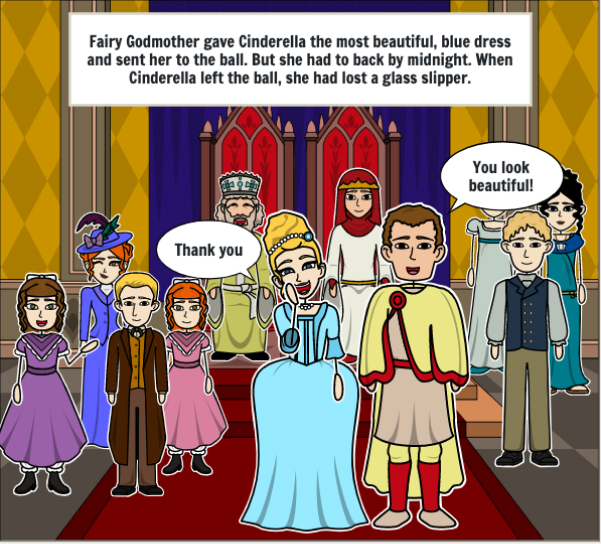 Fairy Godmother gave Cinderella the most beautiful, blue dress
and sent her to the ball. But she had to back by midnight. When
Cinderella left the ball, she had lost a glass slipper.
You look
beautiful!
Thank you